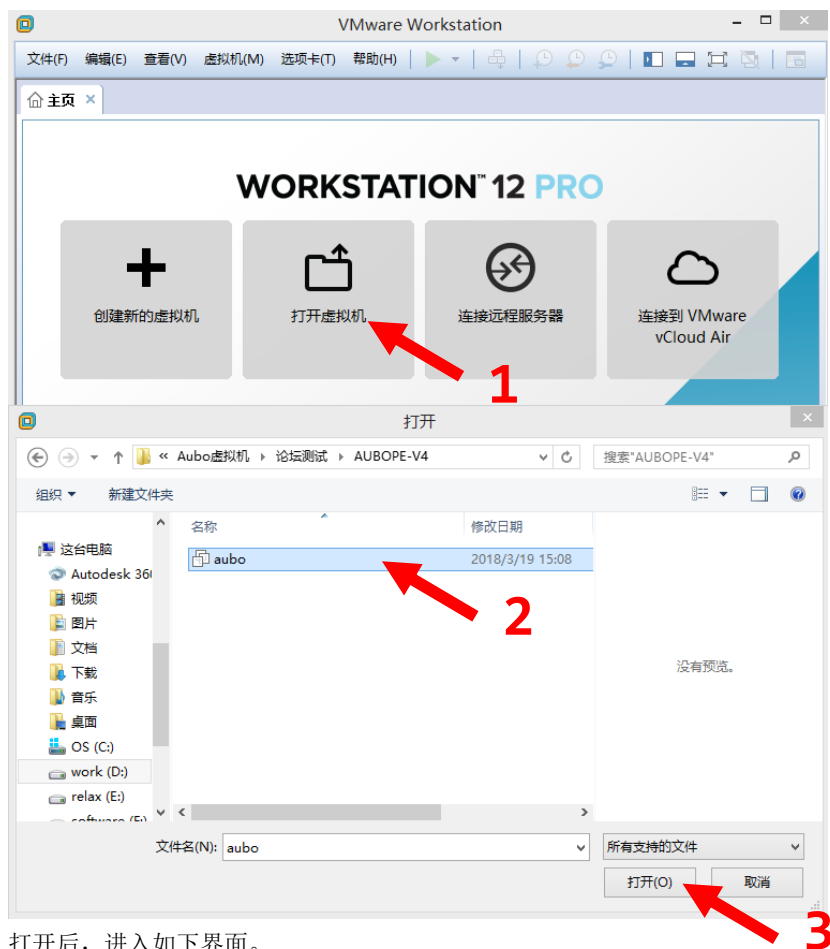 VMware Workstation
文件(F) 编辑(E) 查看(V) 虚拟机(M) 选项卡(T) 帮助(H)
主页
WORKSTATION™ 12 PRO
创建新的虚拟机
打开虚拟机
连接远程服务器
连接到 VMware
vCloud Air
1
打开
« Aubo虚拟机 ▸ 论坛测试 ▸ AUBOPE-V4
搜索"AUBOPE-V4"
组织 新建文件夹
名称 修改日期
这台电脑
aubo 2018/3/19 15:08
Autodesk 36
视频
图片
2
文档
下载
没有预览。
音乐
桌面
OS (C:)
work (D:)
relax (E:)
software (F:)
文件名(N): aubo 所有支持的文件
打开(O) 取消
3
打开后，进入如下界面。